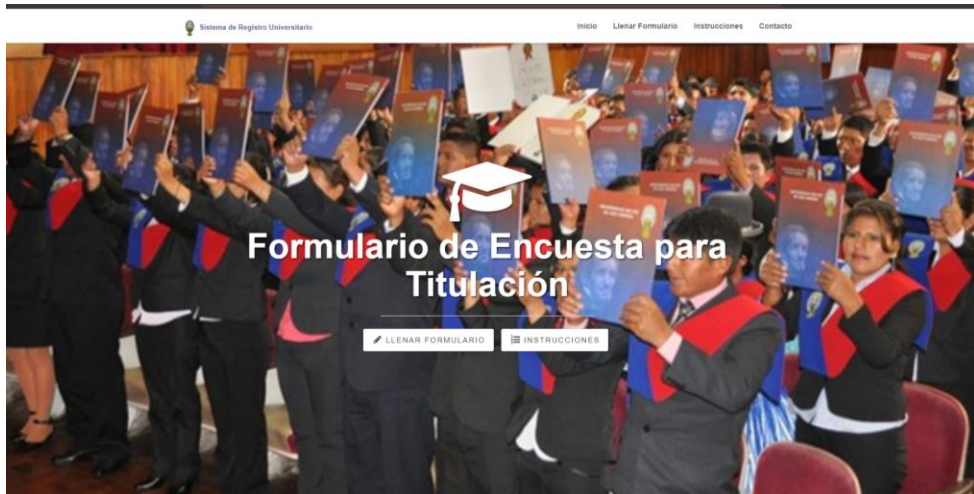 Sistema de Registro Universitario
Inicio
Llenar Formulario
Instrucciones
Contacto
Formulario de Encuesta para
Titulación
LLENAR FORMULARIO
INSTRUCCIONES